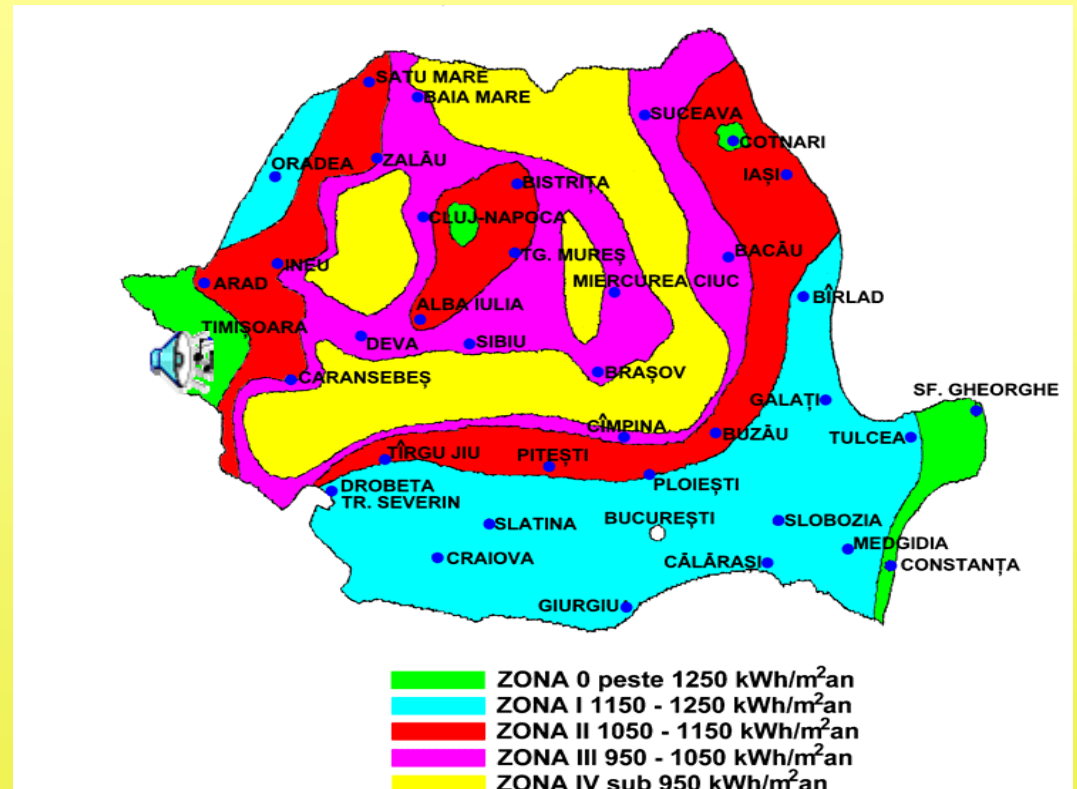 SATU MARE
BAIA MARE
SUCEAVA
COTNARI
ORADEA
ZALĂU
IAȘI
BISTRIȚA
CLUJ-NAPOCA
TG. MUREȘ
BACĂU
INEU
MIERCUREA CIUC
ARAD
BÎRLAD
ALBA IULIA
TIMIȘOARA
DEVA
SIBIU
CARANSEBEȘ
BRAȘOV
SF. GHEORGHE
GALAȚI
CÎMPINA
BUZĂU
TULCEA
TÎRGU JIU
PITEȘTI
PLOIEȘTI
DROBETA
TR. SEVERIN
SLATINA
BUCUREȘTI
SLOBOZIA
MEDGIDIA
CRAIOVA
CĂLĂRAȘI
CONSTANȚA
GIURGIU
ZONA 0 peste 1250 kWh/m²an
ZONA I 1150 - 1250 kWh/m²an
ZONA II 1050 - 1150 kWh/m²an
ZONA III 950 - 1050 kWh/m²an
ZONA IV sub 950 kWh/m²an